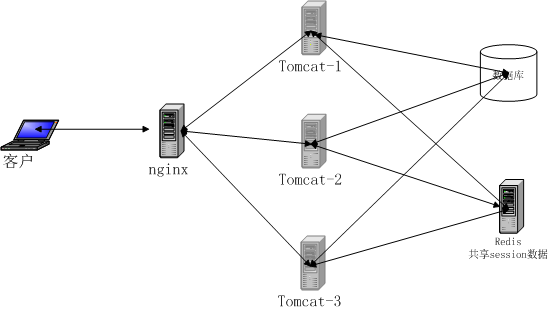 Tomcat-1
数据库
客户
nginx
Tomcat-2
Redis
共享session数据
Tomcat-3